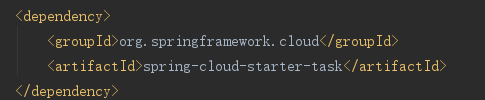 <dependency>
    <groupId>org.springframework.cloud</groupId>
    <artifactId>spring-cloud-starter-task</artifactId>
</dependency>